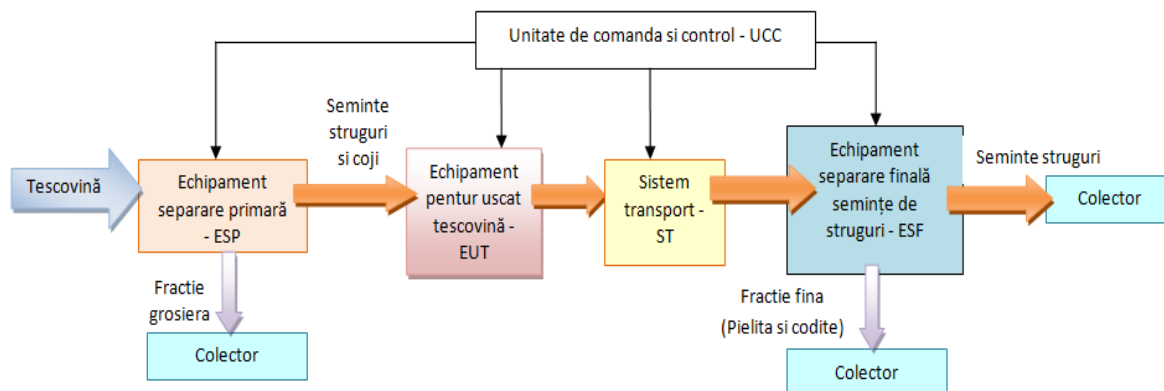 Unitate de comanda si control - UCC
Seminte
struguri
si coji
Tescovină
Echipament
separare primară
- ESP
Echipament
pentur uscat
tescovină -
EUT
Sistem
transport -
ST
Echipament
separare finală
semințe de
struguri - ESF
Seminte struguri
Colector
Fractie
grosiera
Colector
Fractie fina
(Pielita si codite)
Colector